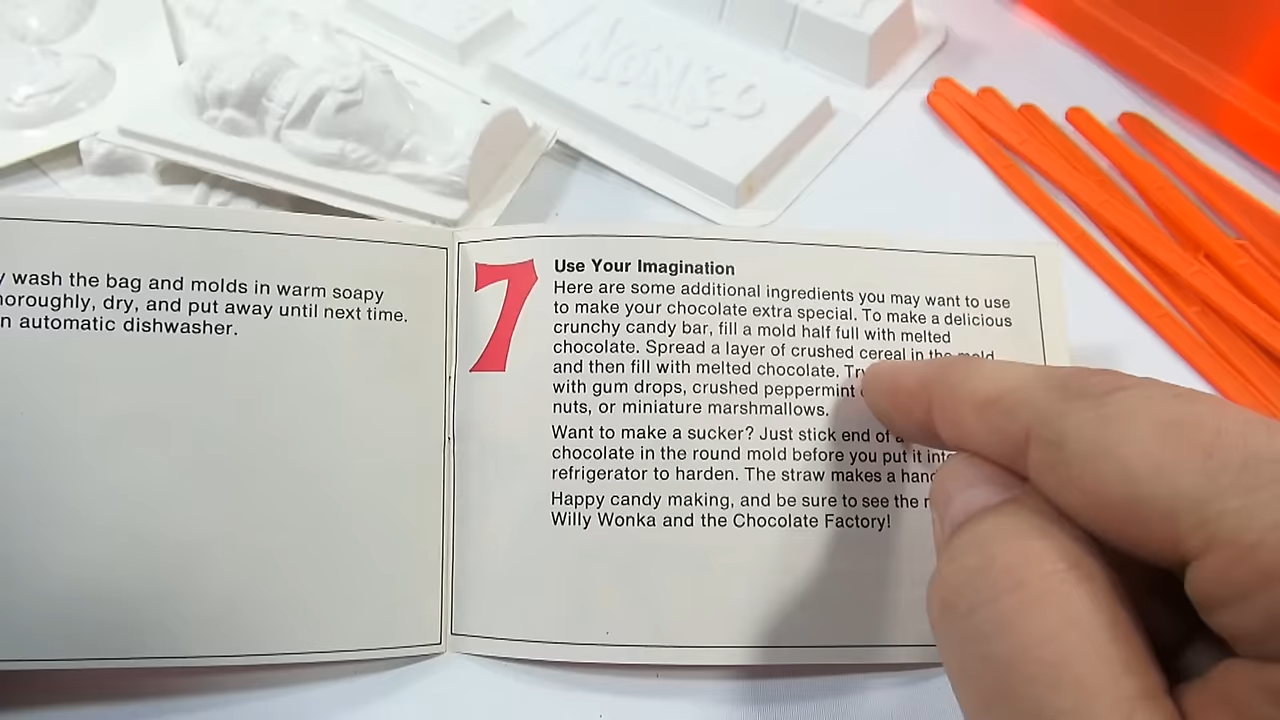 WONKA
wash the bag and molds in warm soapy
horoughly, dry, and put away until next time.
n automatic dishwasher.
7
Use Your Imagination
Here are some additional ingredients you may want to use
to make your chocolate extra special. To make a delicious
crunchy candy bar, fill a mold half full with melted
chocolate. Spread a layer of crushed cereal in the mold
and then fill with melted chocolate. Try
with gum drops, crushed peppermint
nuts, or miniature marshmallows.
Want to make a sucker? Just stick end of a
chocolate in the round mold before you put it into
refrigerator to harden. The straw makes a
Happy candy making, and be sure to see the
Willy Wonka and the Chocolate Factory!